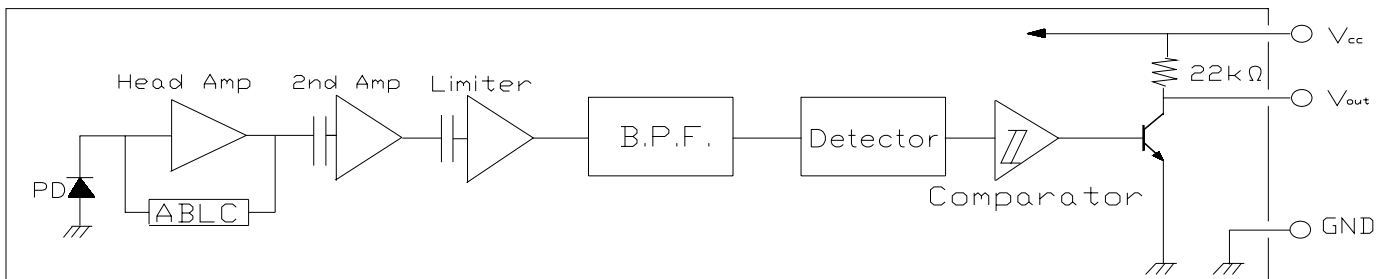 Head Amp
2nd Amp
Limiter
B.P.F.
Detector
Comparator
PD
ABLC
22kΩ
Vcc
Vout
GND